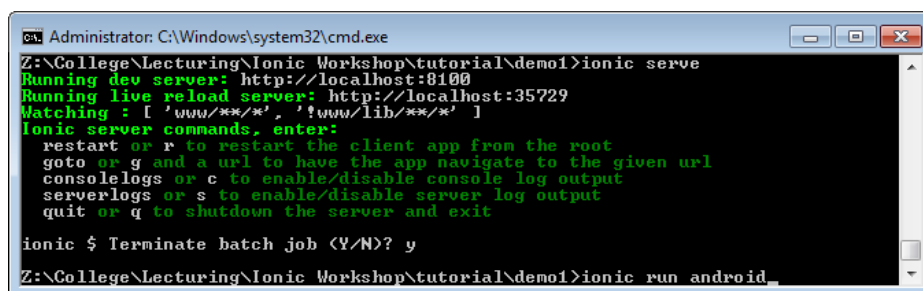 Administrator: C:\Windows\system32\cmd.exe
Z:\College\Lecturing\Ionic Workshop\tutorial\demo1>ionic serve
Running dev server: http://localhost:8100
Running live reload server: http://localhost:35729
Watching : [ 'www/**/*', '!www/lib/**/*' ]
Ionic server commands, enter:
  restart or r to restart the client app from the root
  goto or g and a url to have the app navigate to the given url
  consolelogs or c to enable/disable console log output
  serverlogs or s to enable/disable server log output
  quit or q to shutdown the server and exit
ionic $ Terminate batch job (Y/N)? y
Z:\College\Lecturing\Ionic Workshop\tutorial\demo1>ionic run android_